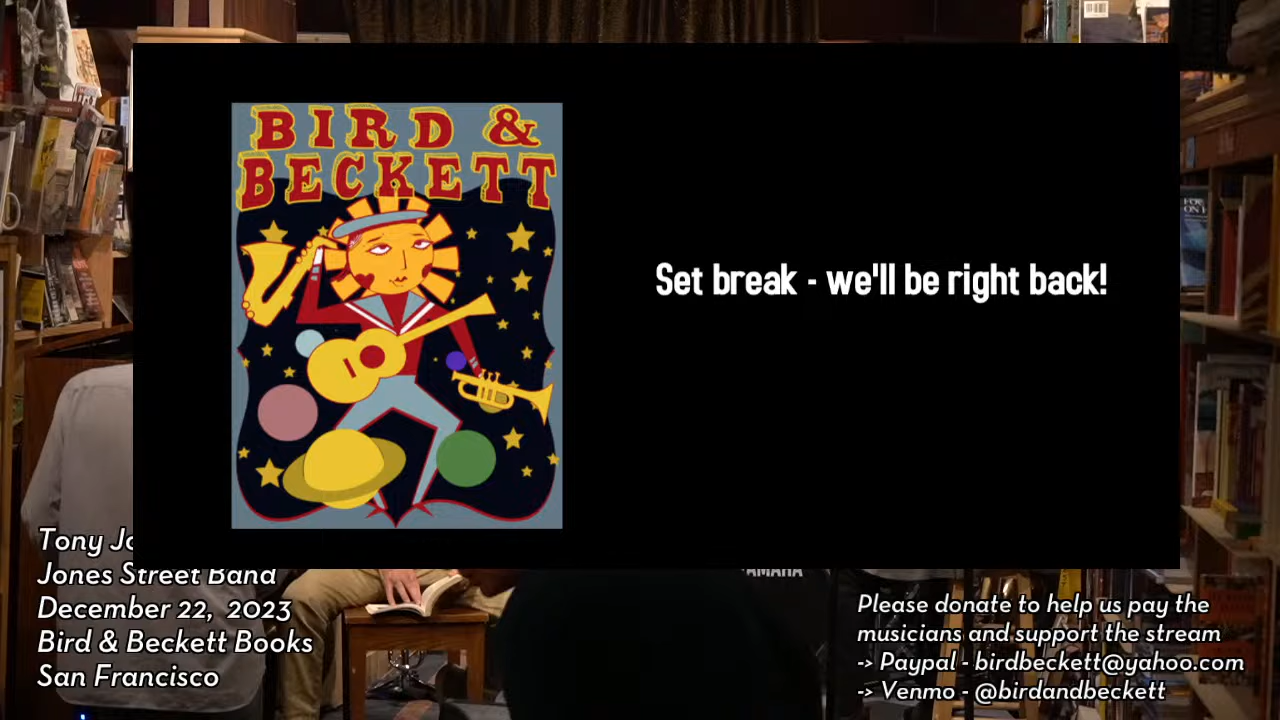 BIRD &
BECKETT
Set break - we'll be right back!
Tony
Jones Street Band
December 22, 2023
Bird & Beckett Books
San Francisco
YAMAHA
Please donate to help us pay the
musicians and support the stream
-> Paypal - birdbeckett@yahoo.com
-> Venmo - @birdandbeckett